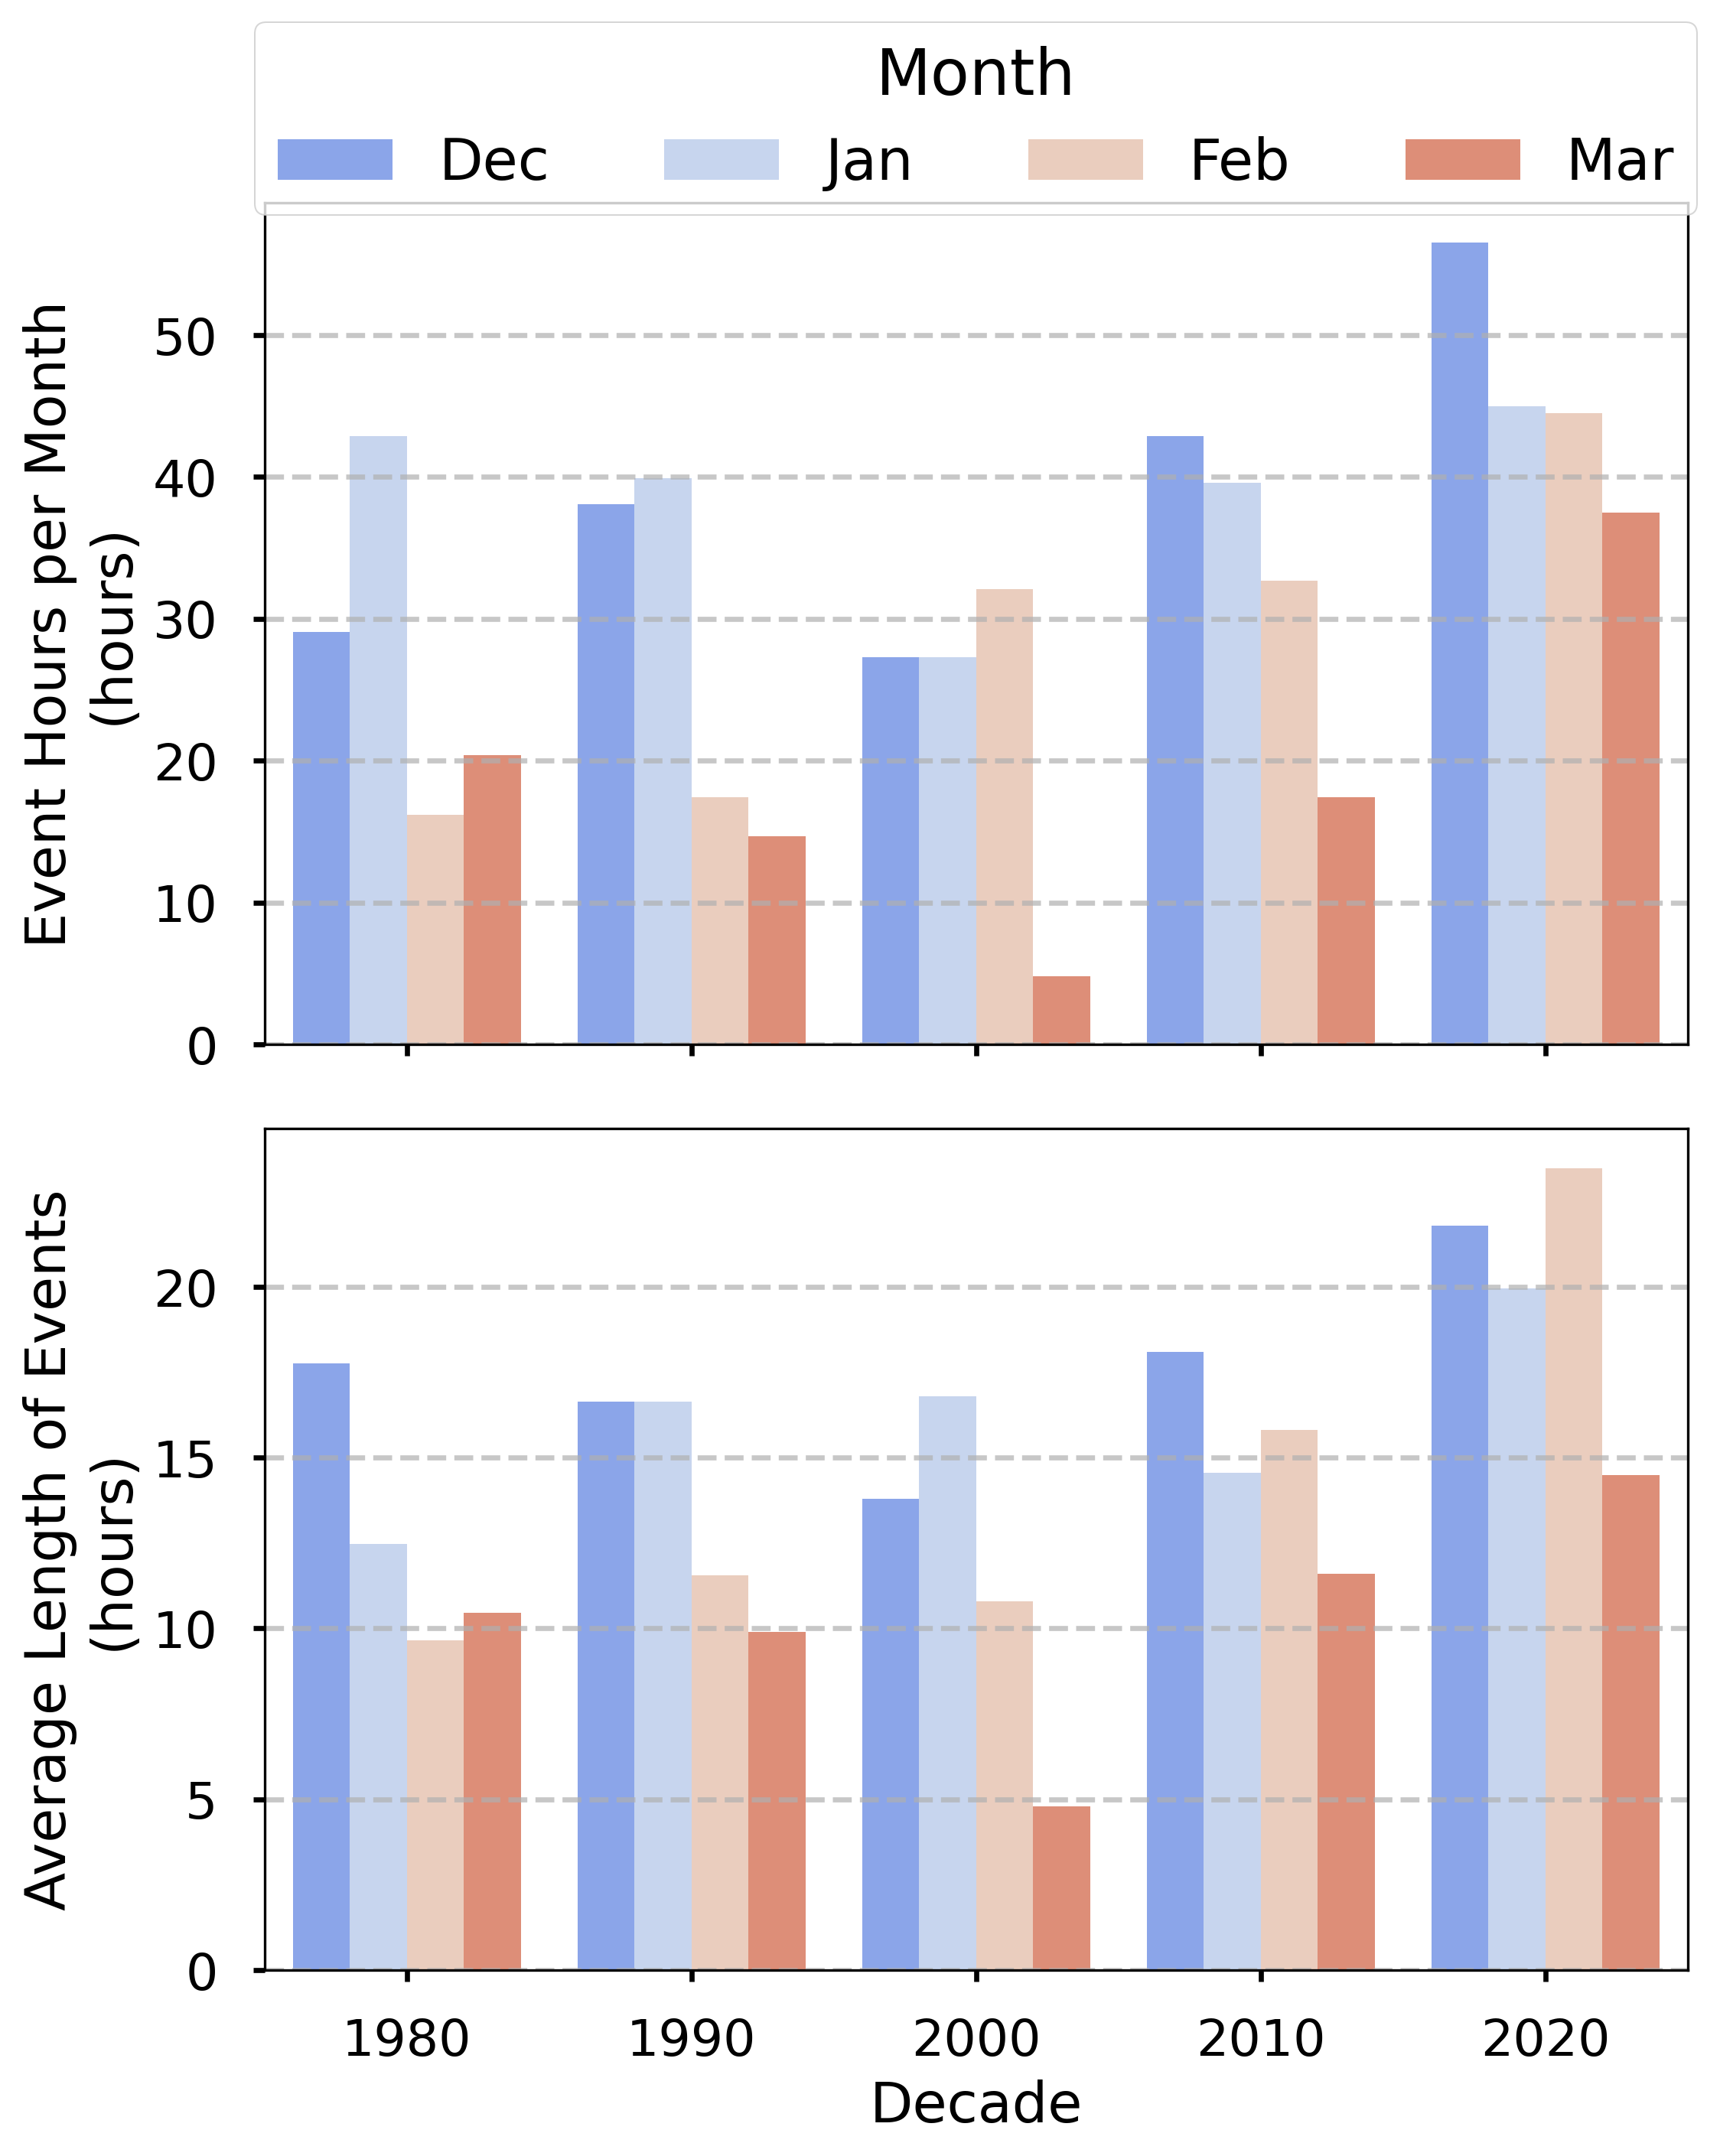 Month
Dec Jan Feb Mar
Event Hours per Month
(hours)
50
40
30
20
10
0
Average Length of Events
(hours)
20
15
10
5
0
1980 1990 2000 2010 2020
Decade